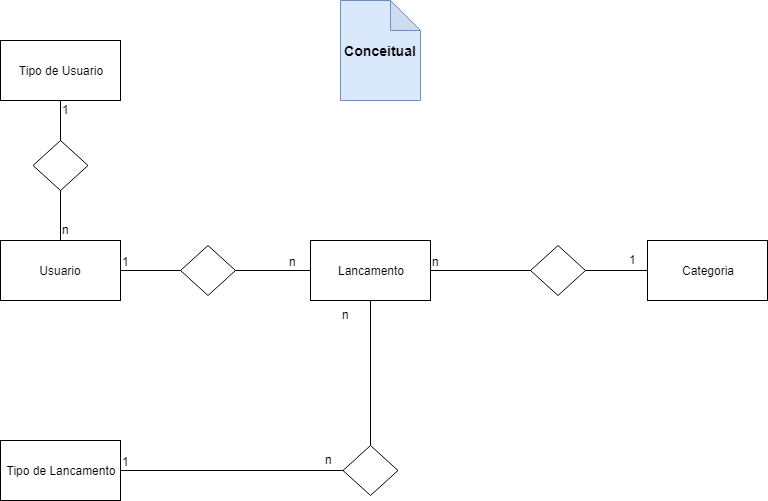 Conceitual
Tipo de Usuario
1
n
Usuario
1
n
Lancamento
n
1
Categoria
n
Tipo de Lancamento
1
n